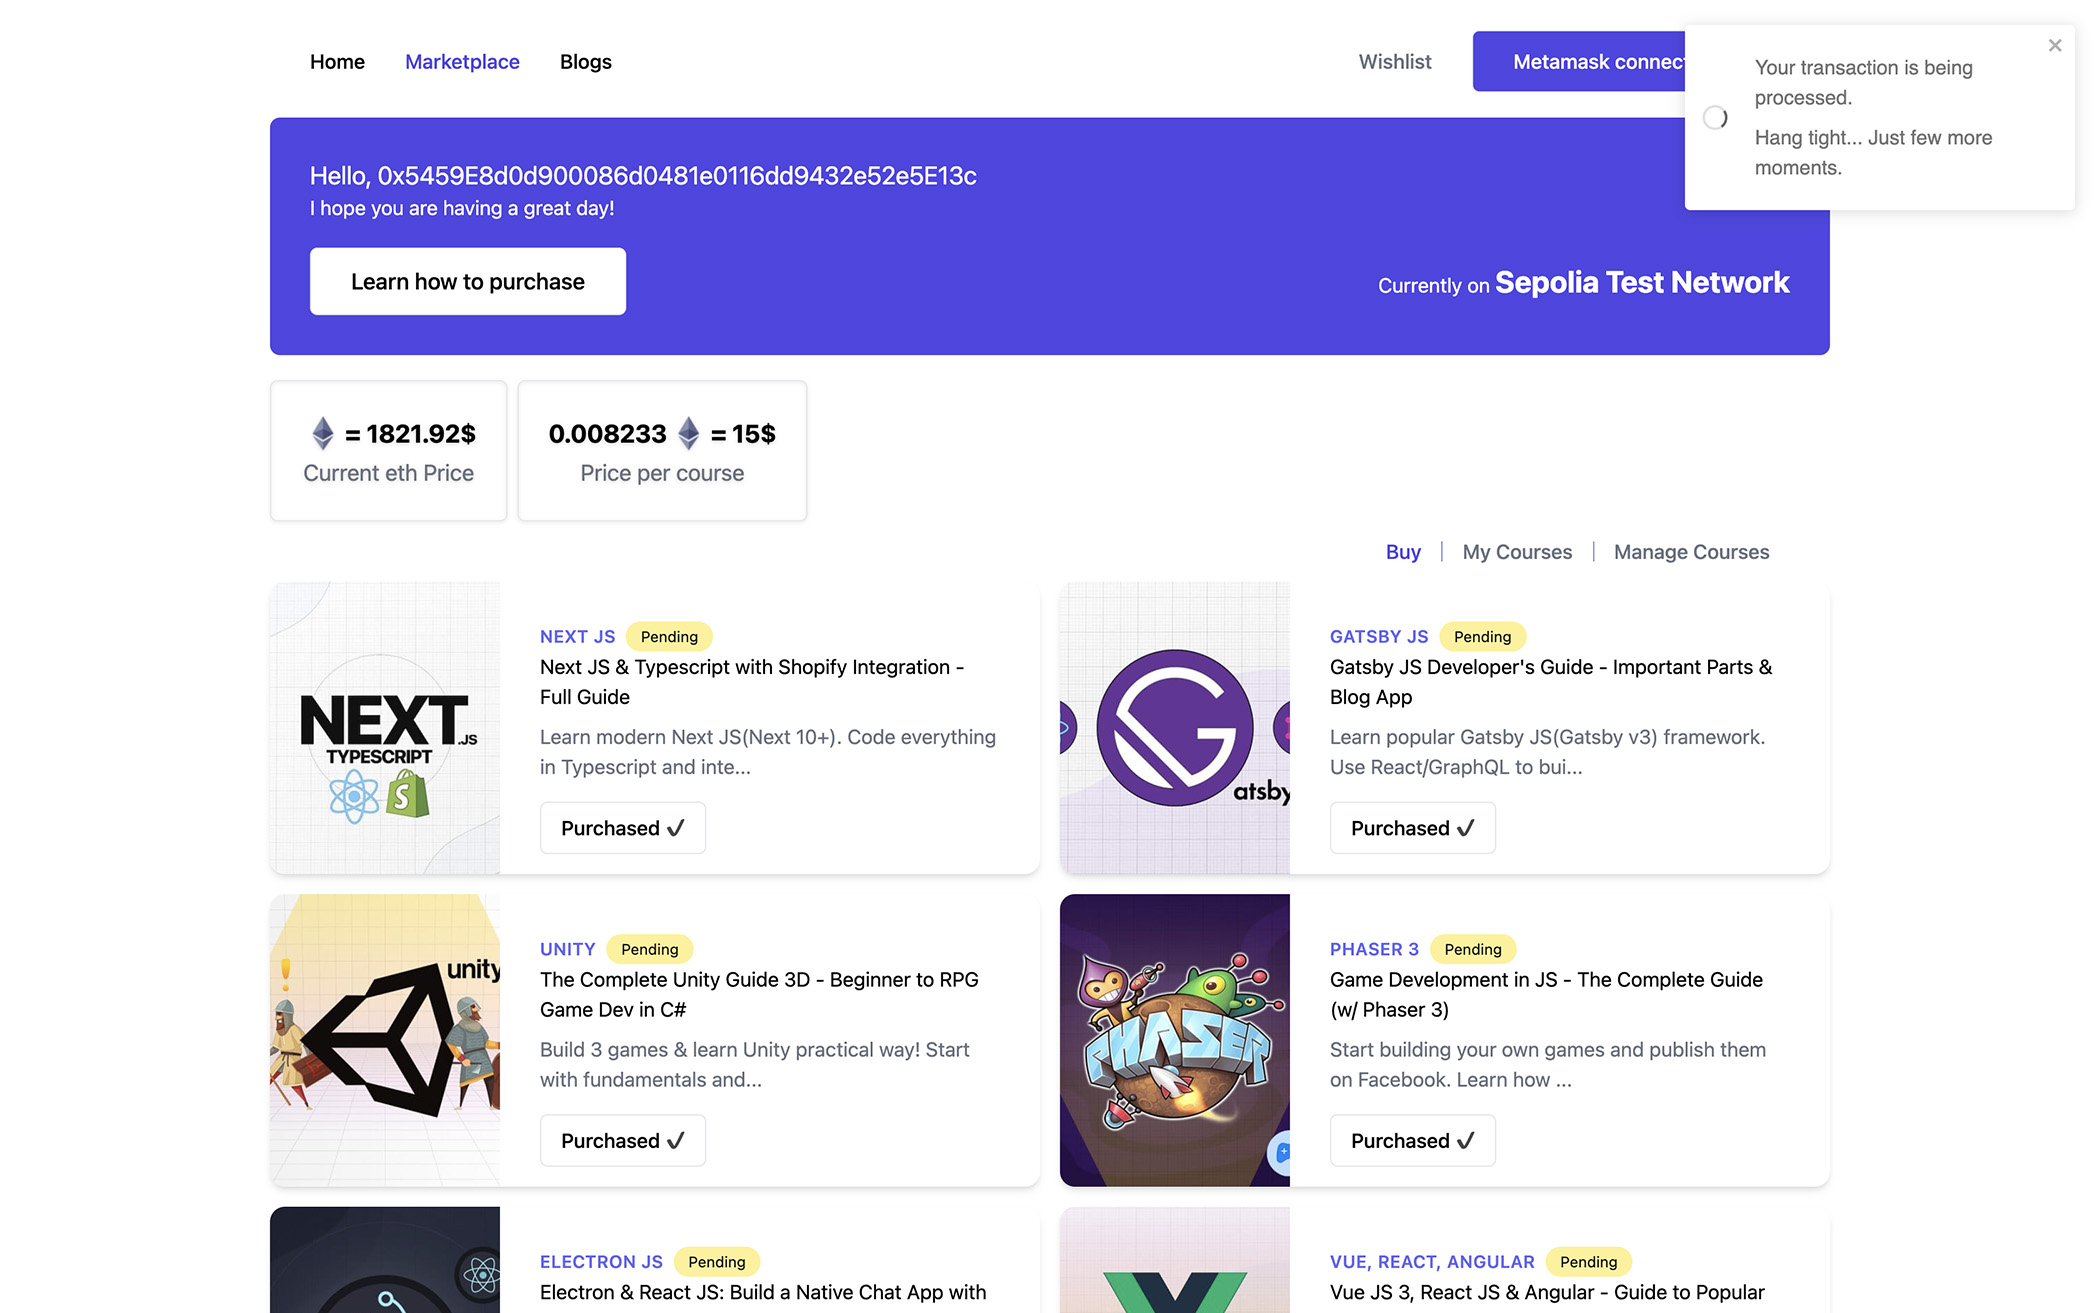 Home Marketplace Blogs Wishlist Metamask connec
Your transaction is being
processed.
Hang tight... Just few more
moments.
Hello, 0x5459E8d0d900086d0481e0116dd9432e52e5E13c
I hope you are having a great day!
Learn how to purchase
Currently on Sepolia Test Network
= 1821.92$
Current eth Price
0.008233 = 15$
Price per course
Buy | My Courses | Manage Courses
NEXT.JS
TYPESCRIPT
NEXT JS Pending
Next JS & Typescript with Shopify Integration -
Full Guide
Learn modern Next JS(Next 10+). Code everything
in Typescript and inte...
Purchased ✓
atsby
GATSBY JS Pending
Gatsby JS Developer's Guide - Important Parts &
Blog App
Learn popular Gatsby JS(Gatsby v3) framework.
Use React/GraphQL to bui...
Purchased ✓
unity
UNITY Pending
The Complete Unity Guide 3D - Beginner to RPG
Game Dev in C#
Build 3 games & learn Unity practical way! Start
with fundamentals and...
Purchased ✓
PHASER
PHASER 3 Pending
Game Development in JS - The Complete Guide
(w/ Phaser 3)
Start building your own games and publish them
on Facebook. Learn how ...
Purchased ✓
ELECTRON JS Pending
Electron & React JS: Build a Native Chat App with
VUE, REACT, ANGULAR Pending
Vue JS 3, React JS & Angular - Guide to Popular